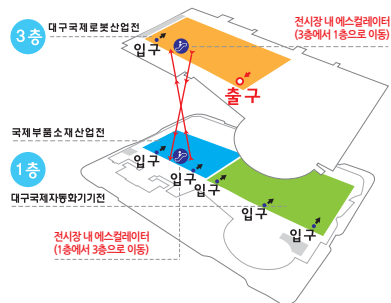 3층
대구국제로봇산업전
전시장 내 에스컬레이터
(3층에서 1층으로 이동)
입구
출구
국제부품소재산업전
1층
입구
입구
입구
대구국제자동화기기전
입구
입구
전시장 내 에스컬레이터
(1층에서 3층으로 이동)